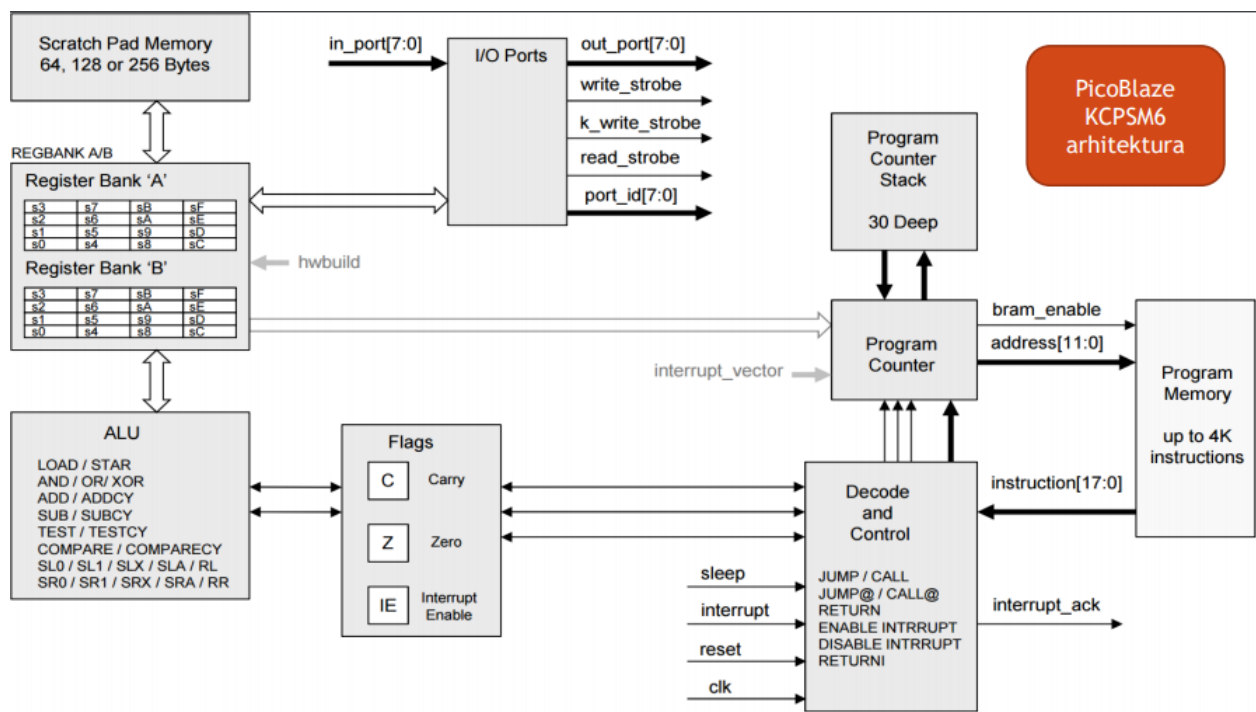 Scratch Pad Memory
64, 128 or 256 Bytes
in_port[7:0]
I/O Ports
out_port[7:0]
write_strobe
k_write_strobe
read_strobe
port_id[7:0]
PicoBlaze
KCPSM6
arhitektura
REGBANK A/B
Register Bank ‘A’
s3 s7 sB sF
s2 s6 sA sE
s1 s5 s9 sD
s0 s4 s8 sC
Register Bank ‘B’
s3 s7 sB sF
s2 s6 sA sE
s1 s5 s9 sD
s0 s4 s8 sC
hwbuild
Program
Counter
Stack
30 Deep
Program
Counter
interrupt_vector
bram_enable
address[11:0]
Program
Memory
up to 4K
instructions
instruction[17:0]
ALU
LOAD / STAR
AND / OR/ XOR
ADD / ADDCY
SUB / SUBCY
TEST / TESTCY
COMPARE / COMPARECY
SL0 / SL1 / SLX / SLA / RL
SR0 / SR1 / SRX / SRA / RR
Flags
C Carry
Z Zero
IE Interrupt
Enable
Decode
and
Control
JUMP / CALL
JUMP@ / CALL@
RETURN
ENABLE INTRRUPT
DISABLE INTRRUPT
RETURNI
sleep
interrupt
reset
clk
interrupt_ack